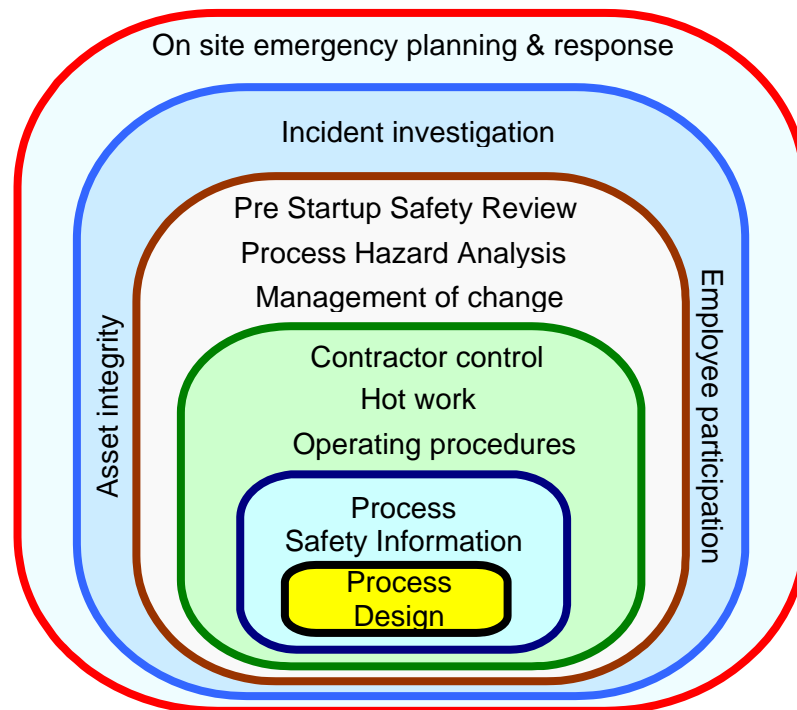 On site emergency planning & response
Incident investigation
Pre Startup Safety Review
Process Hazard Analysis
Management of change
Asset integrity
Employee participation
Contractor control
Hot work
Operating procedures
Process
Safety Information
Process
Design